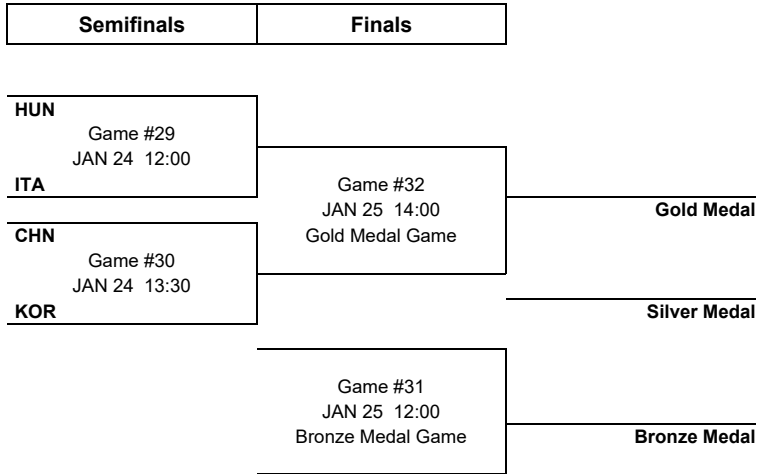 Semifinals Finals
HUN
Game #29
JAN 24 12:00
ITA
CHN
Game #30
JAN 24 13:30
KOR
Game #32
JAN 25 14:00
Gold Medal Game
Game #31
JAN 25 12:00
Bronze Medal Game
Gold Medal
Silver Medal
Bronze Medal